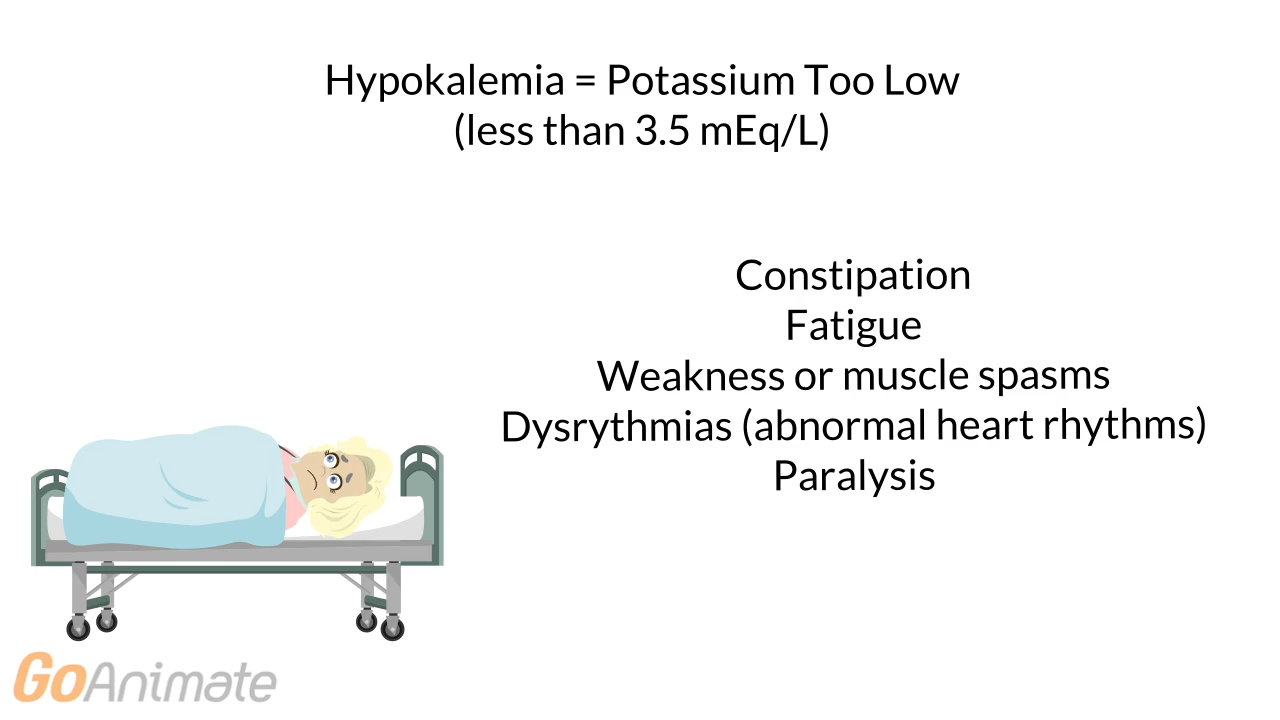 Hypokalemia = Potassium Too Low
(less than 3.5 mEq/L)
Constipation
Fatigue
Weakness or muscle spasms
Dysrythmias (abnormal heart rhythms)
Paralysis
GoAnimate